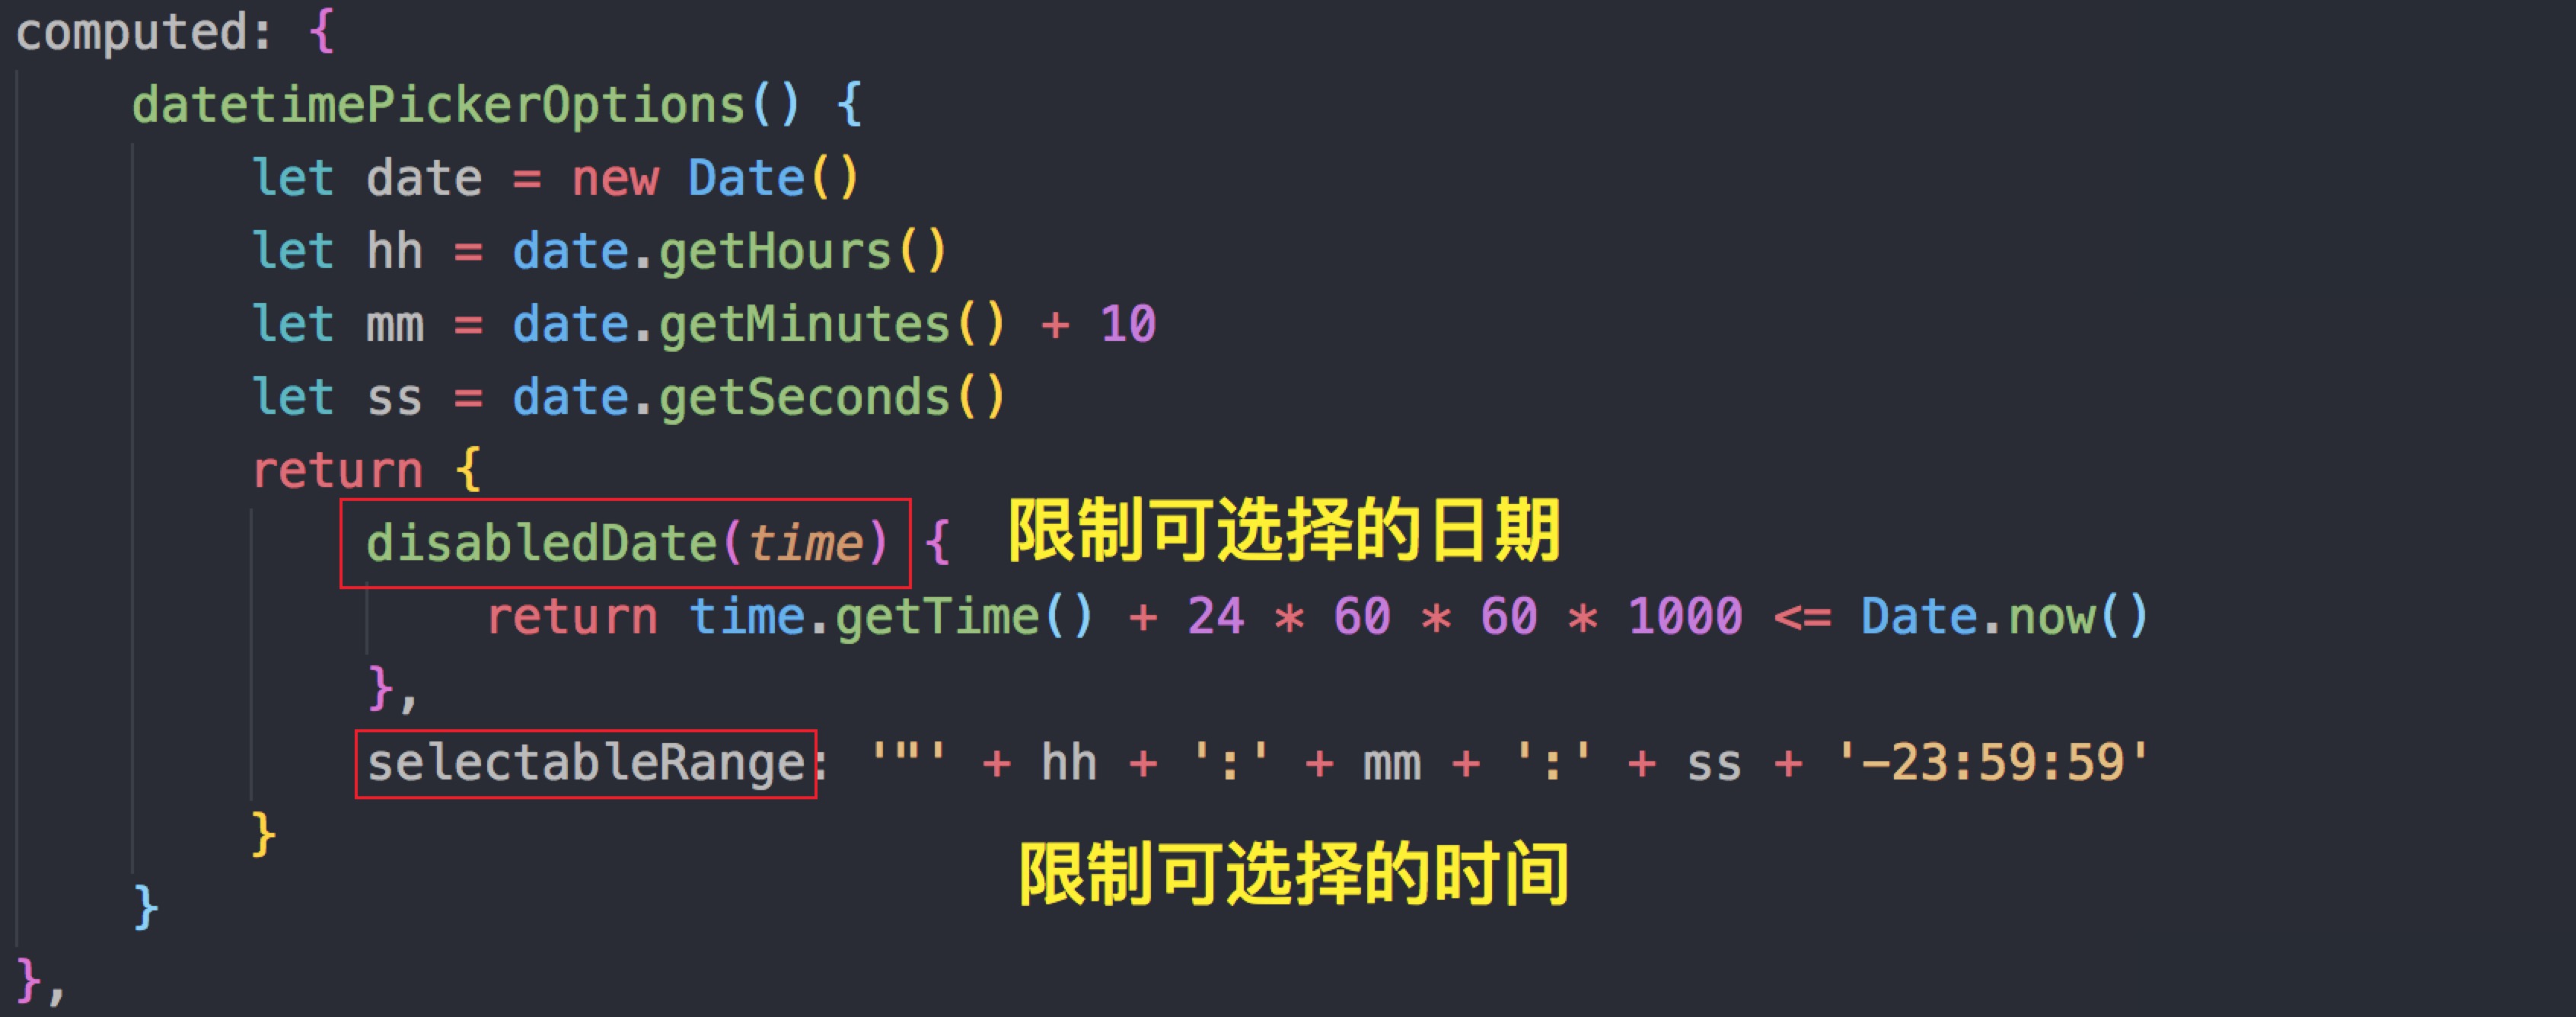 computed: {
datetimePickerOptions() {
let date = new Date()
let hh = date.getHours()
let mm = date.getMinutes() + 10
let ss = date.getSeconds()
return {
disabledDate(time) { 限制可选择的日期
return time.getTime() + 24 * 60 * 60 * 1000 <= Date.now()
},
selectableRange: '"' + hh + ':' + mm + ':' + ss + '-23:59:59'
}
限制可选择的时间
}
},